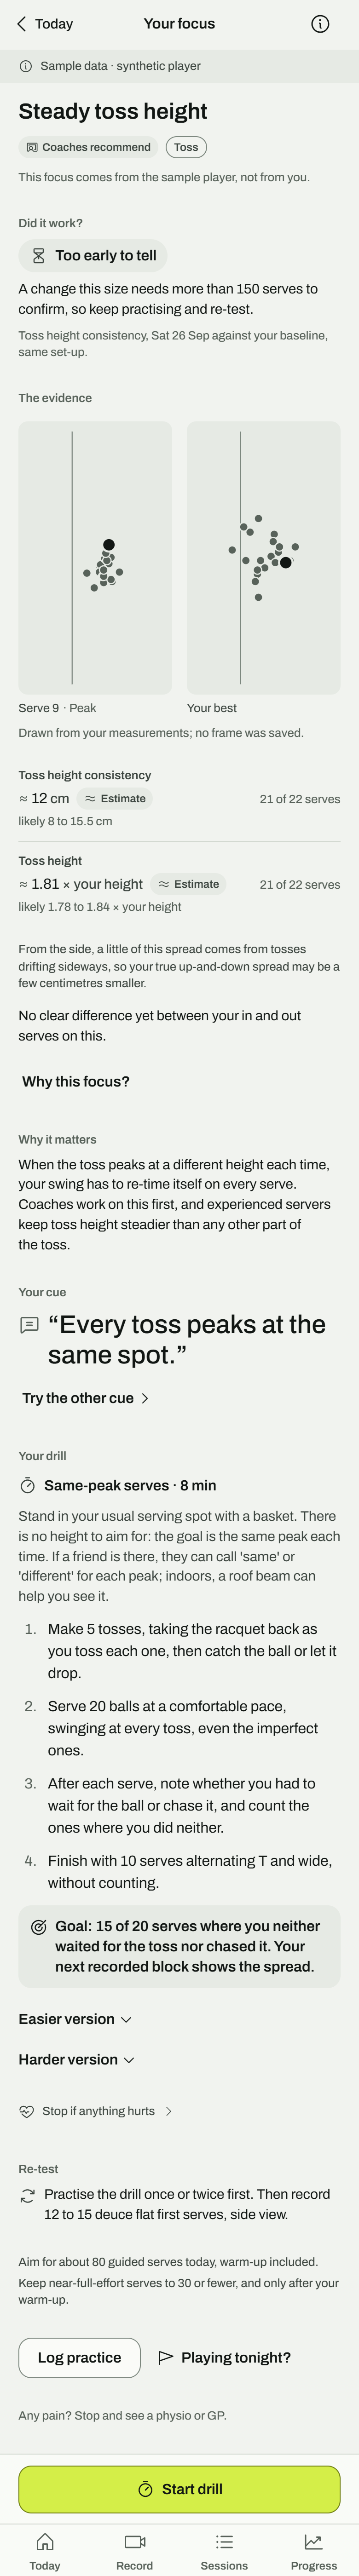 Today
Your focus
Sample data · synthetic player
Steady toss height
Coaches recommend
Toss
This focus comes from the sample player, not from you.
Did it work?
Too early to tell
A change this size needs more than 150 serves to
confirm, so keep practising and re-test.
Toss height consistency, Sat 26 Sep against your baseline,
same set-up.
The evidence
Serve 9 · Peak
Your best
Drawn from your measurements; no frame was saved.
Toss height consistency
≈ 12 cm
Estimate
21 of 22 serves
likely 8 to 15.5 cm
Toss height
≈ 1.81 × your height
Estimate
21 of 22 serves
likely 1.78 to 1.84 × your height
From the side, a little of this spread comes from tosses
drifting sideways, so your true up-and-down spread may be a
few centimetres smaller.
No clear difference yet between your in and out
serves on this.
Why this focus?
Why it matters
When the toss peaks at a different height each time,
your swing has to re-time itself on every serve.
Coaches work on this first, and experienced servers
keep toss height steadier than any other part of
the toss.
Your cue
“Every toss peaks at the
same spot.”
Try the other cue
Your drill
Same-peak serves · 8 min
Stand in your usual serving spot with a basket. There
is no height to aim for: the goal is the same peak each
time. If a friend is there, they can call 'same' or
'different' for each peak; indoors, a roof beam can
help you see it.
1. Make 5 tosses, taking the racquet back as
you toss each one, then catch the ball or let it
drop.
2. Serve 20 balls at a comfortable pace,
swinging at every toss, even the imperfect
ones.
3. After each serve, note whether you had to
wait for the ball or chase it, and count the
ones where you did neither.
4. Finish with 10 serves alternating T and wide,
without counting.
Goal: 15 of 20 serves where you neither
waited for the toss nor chased it. Your
next recorded block shows the spread.
Easier version
Harder version
Stop if anything hurts
Re-test
Practise the drill once or twice first. Then record
12 to 15 deuce flat first serves, side view.
Aim for about 80 guided serves today, warm-up included.
Keep near-full-effort serves to 30 or fewer, and only after your
warm-up.
Log practice
Playing tonight?
Any pain? Stop and see a physio or GP.
Start drill
Today
Record
Sessions
Progress